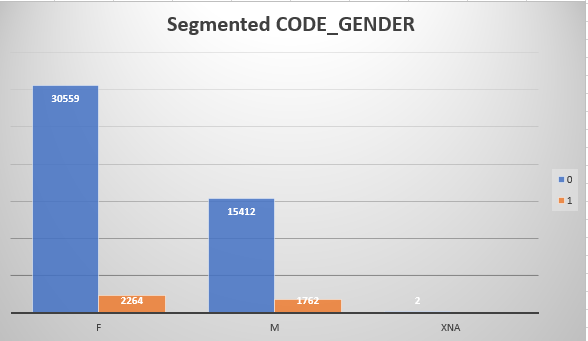 Segmented CODE_GENDER
30559
2264
15412
1762
2
F
M
XNA
0
1